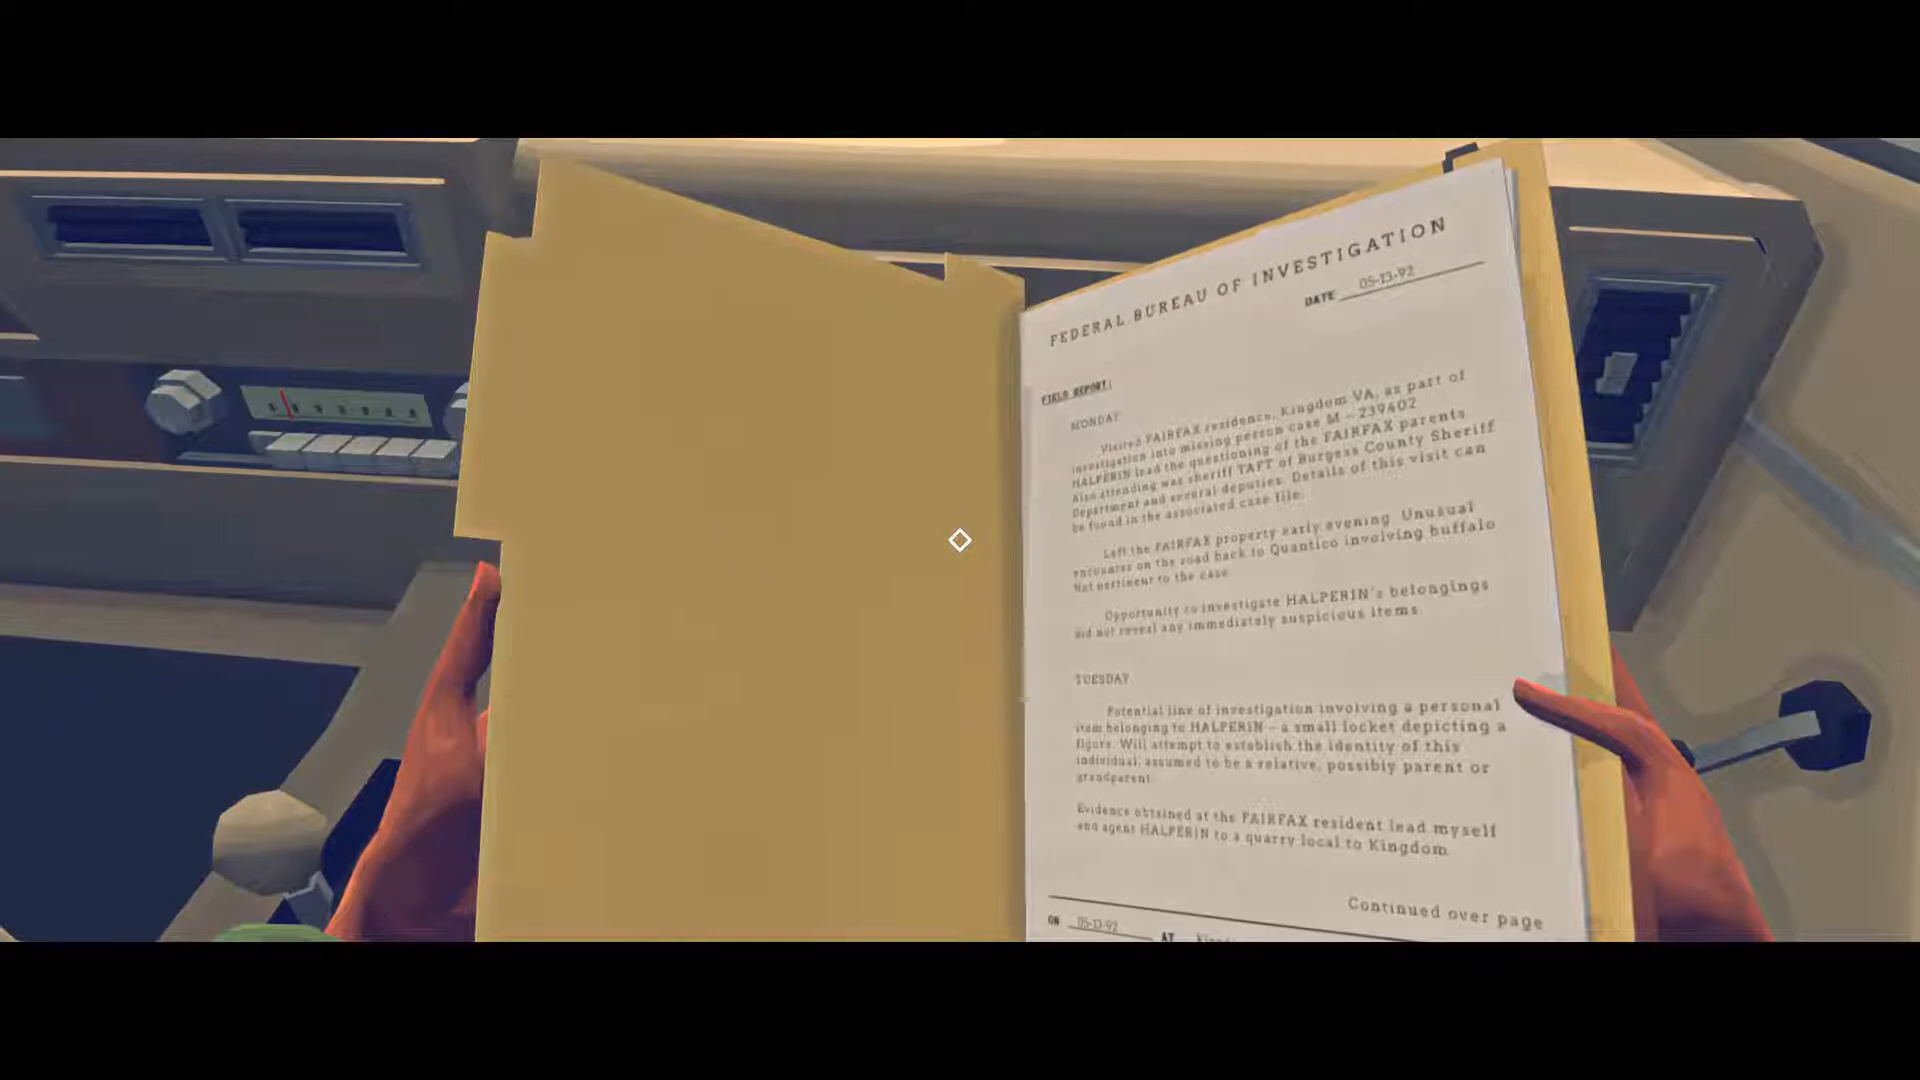 FEDERAL BUREAU OF INVESTIGATION
DATE 05-13-92
FIELD REPORT:
MONDAY
Visited FAIRFAX residence, Kingdom VA, as part of
investigation into missing person case M - 239402
HALPERIN lead the questioning of the FAIRFAX parents
Also attending was sheriff TAFT of Burgess County Sheriff
Department and several deputies. Details of this visit can
be found in the associated case file.
Left the FAIRFAX property early evening Unusual
encounter on the road back to Quantico involving buffalo
Not pertinent to the case.
Opportunity to investigate HALPERIN's belongings
did not reveal any immediately suspicious items.
TUESDAY
Potential line of investigation involving a personal
item belonging to HALPERIN - a small locket depicting a
figure. Will attempt to establish the identity of this
individual, assumed to be a relative, possibly parent or
grandparent
Evidence obtained at the FAIRFAX resident lead myself
and agent HALPERIN to a quarry local to Kingdom
Continued over page
ON 05-13-92 AT